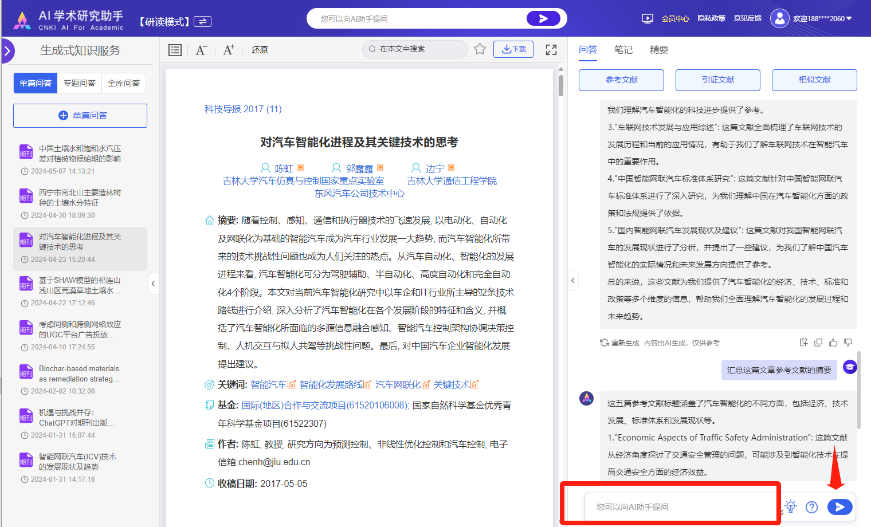 AI 学术研究助手
CNKI AI For Academic
【研读模式】
您可以向AI助手提问
会员中心
隐私政策
意见反馈
欢迎188****2060
生成式知识服务
单篇问答
专题问答
全库问答
单篇问答
中国土壤水和饱和水汽压
差对植被物候始期的影响
2024-05-07 14:13:21
西宁市南北山主要造林树
种的土壤水分特征
2024-04-30 18:09:30
对汽车智能化进程及其关
键技术的思考
2024-04-23 15:20:44
基于SHAW模型的祁连山
浅山区荒漠草地土壤水...
2024-04-22 17:12:46
考虑同侧和跨侧网络效应
的UGC平台广告投放...
2024-04-10 17:24:55
Biochar-based materials
as remediation strateg...
2024-02-02 10:32:06
机遇与挑战并存：
ChatGPT对期刊出版...
2024-01-31 15:07:44
智能网联汽车(ICV)技术
的发展现状及趋势
2024-01-31 14:17:16
A-
A+
还原
在本文中搜索
下载
科技导报 2017 (11)
对汽车智能化进程及其关键技术的思考
陈虹
郭露露
边宁
吉林大学汽车仿真与控制国家重点实验室
吉林大学通信工程学院
东风汽车公司技术中心
摘要: 随着控制、感知、通信和执行器技术的飞速发展, 以电动化、自动化
及网联化为基础的智能汽车成为汽车行业发展一大趋势, 而汽车智能化所带
来的技术挑战性问题也成为人们关注的热点。从汽车自动化、智能化的发展
进程来看, 汽车智能化可分为驾驶辅助、半自动化、高度自动化和完全自动
化4个阶段。本文对当前汽车智能化研究中以车企和IT行业所主导的2条技术
路线进行介绍, 深入分析了汽车智能化在各个发展阶段的特征和含义, 并概
括了汽车智能化所面临的多源信息融合感知、智能汽车控制架构协调决策控
制、人机交互与拟人共驾等挑战性问题。最后, 对中国汽车企业智能化发展
提出建议。
关键词: 智能汽车 智能化发展路线 汽车网联化 关键技术
基金: 国际(地区)合作与交流项目(61520106008); 国家自然科学基金优秀青
年科学基金项目(61522307)
作者: 陈虹, 教授, 研究方向为预测控制、非线性优化控制和汽车控制, 电子
信箱 chenh@jlu.edu.cn
收稿日期: 2017-05-05
问答
笔记
精要
参考文献
引证文献
相似文献
我们理解汽车智能化的科技进步提供了参考。
3."车联网技术发展与应用综述"：这篇文献全面梳理了车联网技术的
发展历程和当前的应用情况，有助于我们了解车联网技术在智能汽车
中的重要作用。
4."中国智能网联汽车标准体系研究"：这篇文献针对中国智能网联汽
车标准体系进行了深入研究，为我们理解中国在汽车智能化方面的政
策和法规提供了依据。
5."国内智能网联汽车发展现状及建议"：这篇文献对我国智能网联汽
车的发展现状进行了分析，并提出了一些建议，为我们了解中国汽车
智能化的实际情况和未来发展方向提供了参考。
总的来说，这些文献为我们提供了汽车智能化的经济、技术、标准和
政策等多个维度的信息，帮助我们全面理解汽车智能化的发展过程和
未来趋势。
重新生成
内容由AI生成，仅供参考
汇总这篇文章参考文献的摘要
这五篇参考文献标题涵盖了汽车智能化的不同方面，包括经济、技术
发展、标准体系和发展现状等。
1."Economic Aspects of Traffic Safety Administration"：这篇文献
从经济角度探讨了交通安全管理的问题，可能涉及到智能化技术在提
高交通安全方面的经济效益。
您可以向AI助手提问